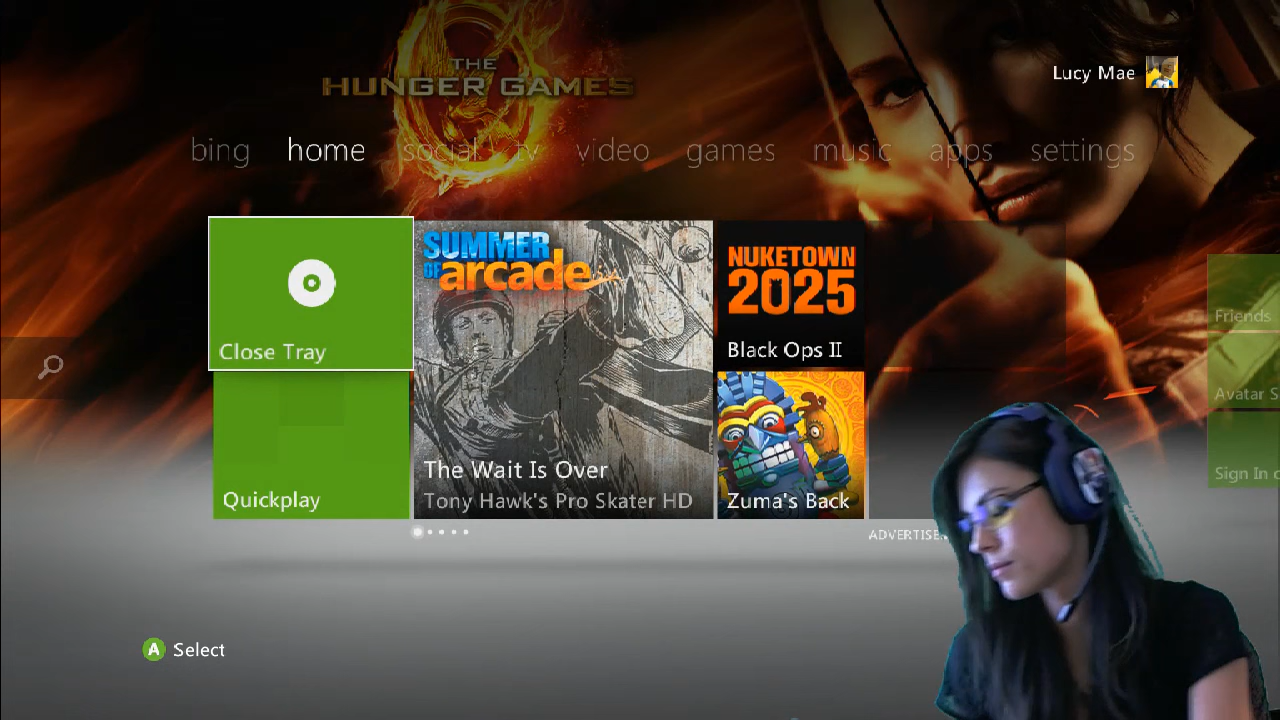 THE
HUNGER GAMES
Lucy Mae
bing home social tv video games music apps settings
SUMMER
OF arcade
NUKETOWN
2025
Close Tray
Black Ops II
The Wait Is Over
Quickplay
Tony Hawk's Pro Skater HD
Zuma's Back
Friends
Avatar S
Sign In
ADVERTISE
A Select